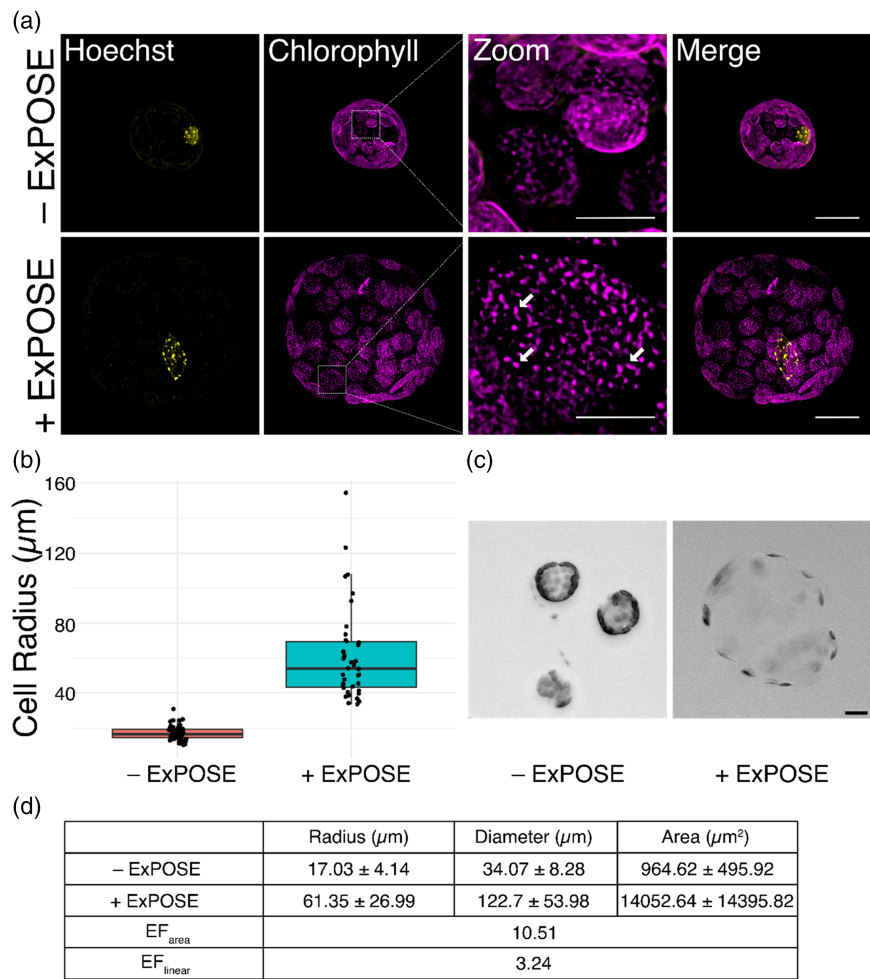 (a)
Hoechst Chlorophyll Zoom Merge
– ExPOSE
+ ExPOSE
(b)
Cell Radius (µm)
160
120
80
40
– ExPOSE + ExPOSE
(c)
– ExPOSE + ExPOSE
(d)
Radius (µm) Diameter (µm) Area (µm²)
– ExPOSE 17.03 ± 4.14 34.07 ± 8.28 964.62 ± 495.92
+ ExPOSE 61.35 ± 26.99 122.7 ± 53.98 14052.64 ± 14395.82
EFarea 10.51
EFlinear 3.24